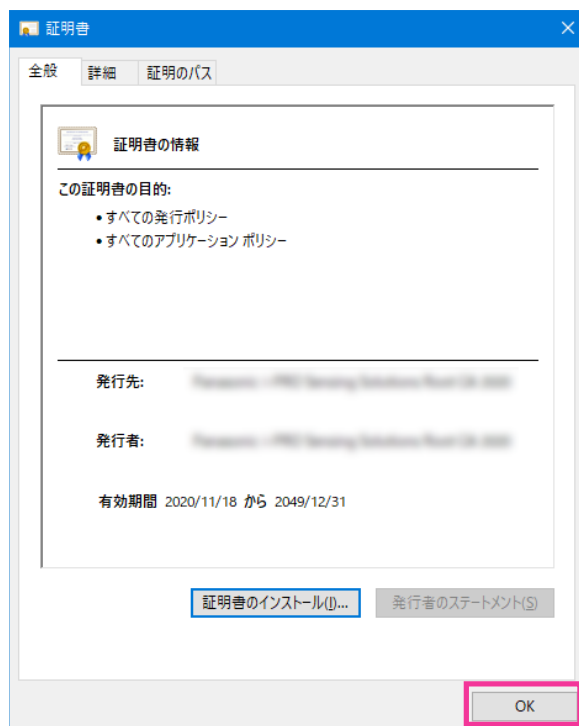 証明書
全般 詳細 証明のパス
証明書の情報
この証明書の目的:
• すべての発行ポリシー
• すべてのアプリケーション ポリシー
発行先:
発行者:
有効期間 2020/11/18 から 2049/12/31
証明書のインストール(I)... 発行者のステートメント(S)
OK